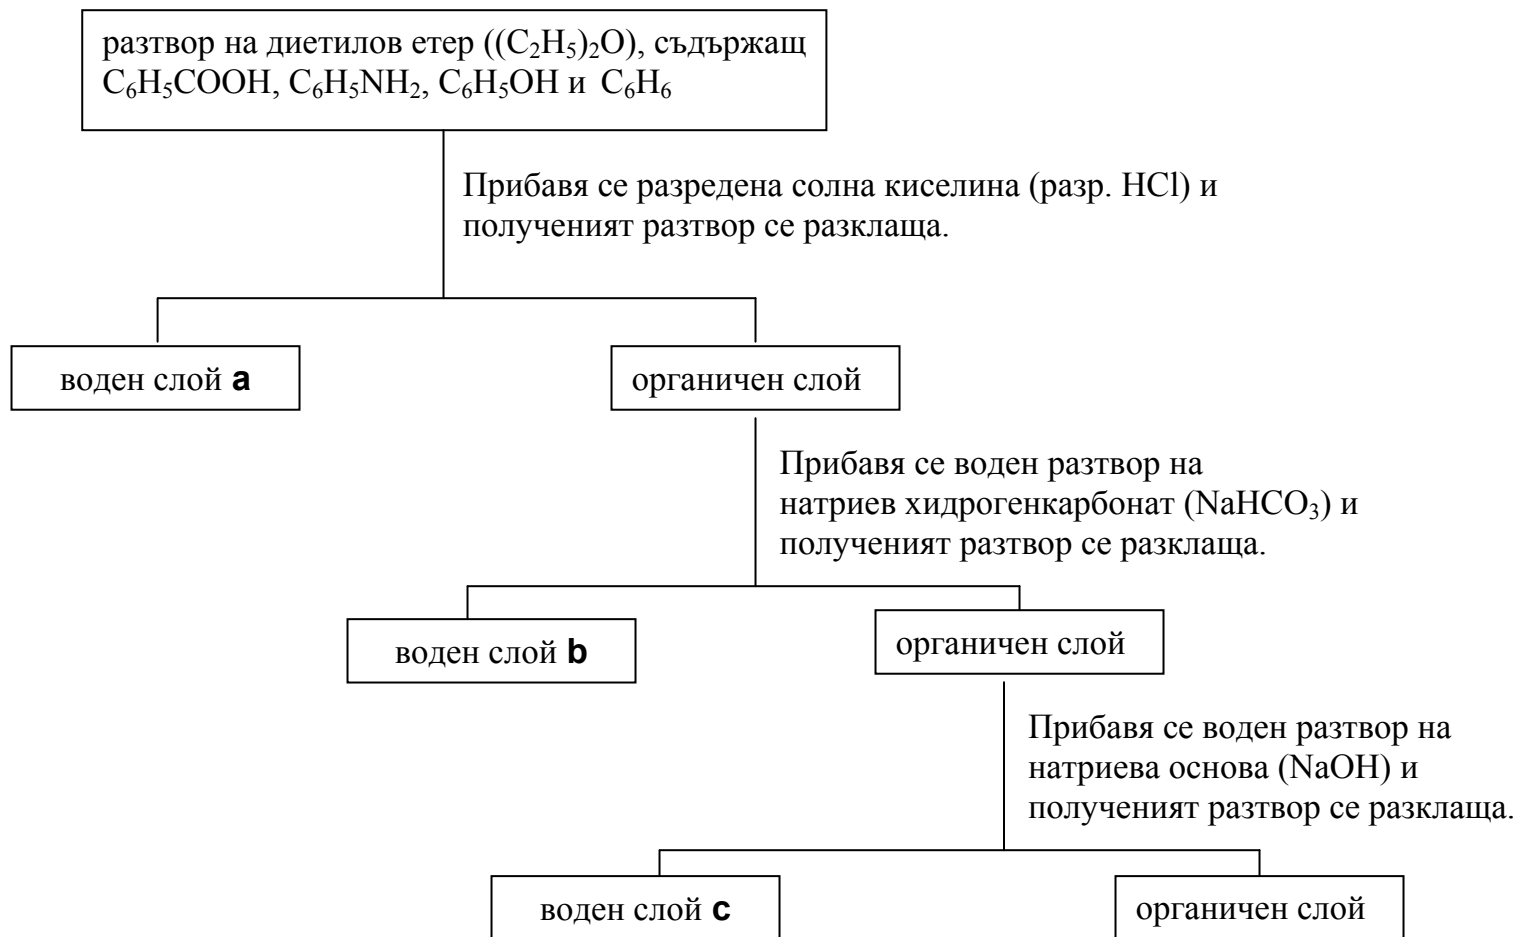 разтвор на диетилов етер ((C₂H₅)₂O), съдържащ
C₆H₅COOH, C₆H₅NH₂, C₆H₅OH и C₆H₆
Прибавя се разредена солна киселина (разр. HCl) и
полученият разтвор се разклаща.
воден слой a
органичен слой
Прибавя се воден разтвор на
натриев хидрогенкарбонат (NaHCO₃) и
полученият разтвор се разклаща.
воден слой b
органичен слой
Прибавя се воден разтвор на
натриева основа (NaOH) и
полученият разтвор се разклаща.
воден слой c
органичен слой